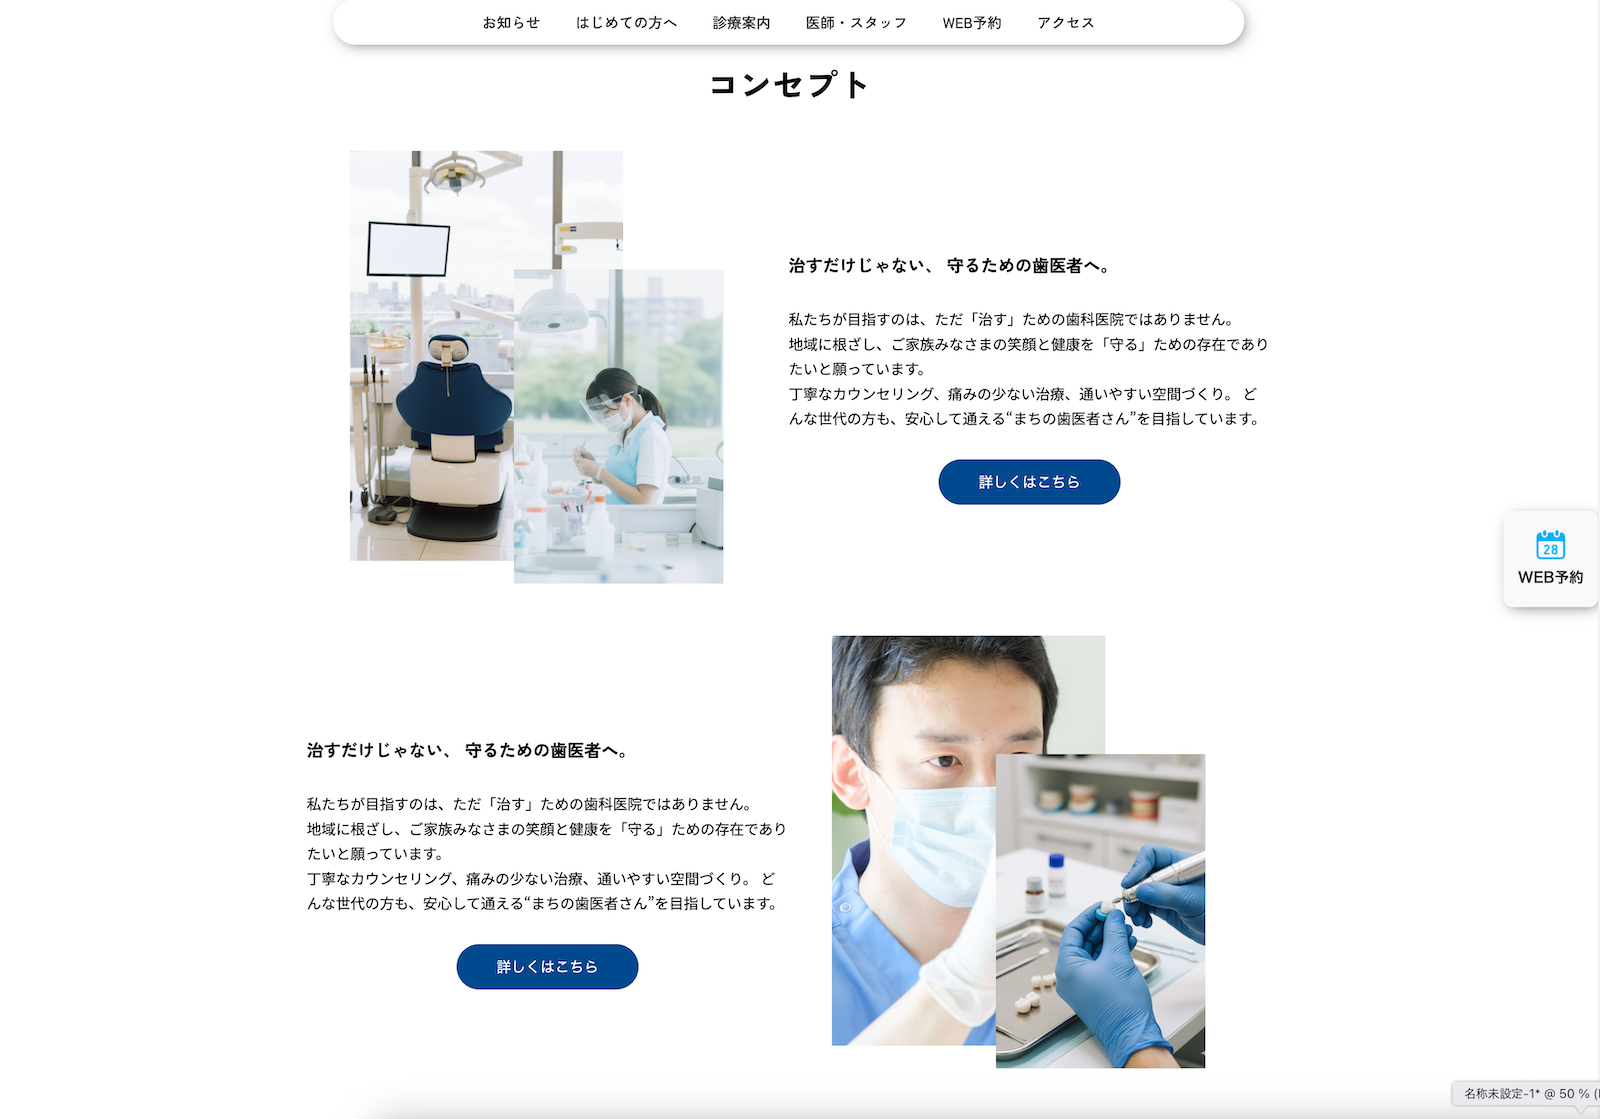 お知らせ はじめての方へ 診療案内 医師・スタッフ WEB予約 アクセス
コンセプト
治すだけじゃない、 守るための歯医者へ。
私たちが目指すのは、ただ「治す」ための歯科医院ではありません。
地域に根ざし、ご家族みなさまの笑顔と健康を「守る」ための存在であり
たいと願っています。
丁寧なカウンセリング、痛みの少ない治療、通いやすい空間づくり。 ど
んな世代の方も、安心して通える“まちの歯医者さん”を目指しています。
詳しくはこちら
28
WEB予約
治すだけじゃない、 守るための歯医者へ。
私たちが目指すのは、ただ「治す」ための歯科医院ではありません。
地域に根ざし、ご家族みなさまの笑顔と健康を「守る」ための存在であり
たいと願っています。
丁寧なカウンセリング、痛みの少ない治療、通いやすい空間づくり。 ど
んな世代の方も、安心して通える“まちの歯医者さん”を目指しています。
詳しくはこちら
名称未設定-1* @ 50 %